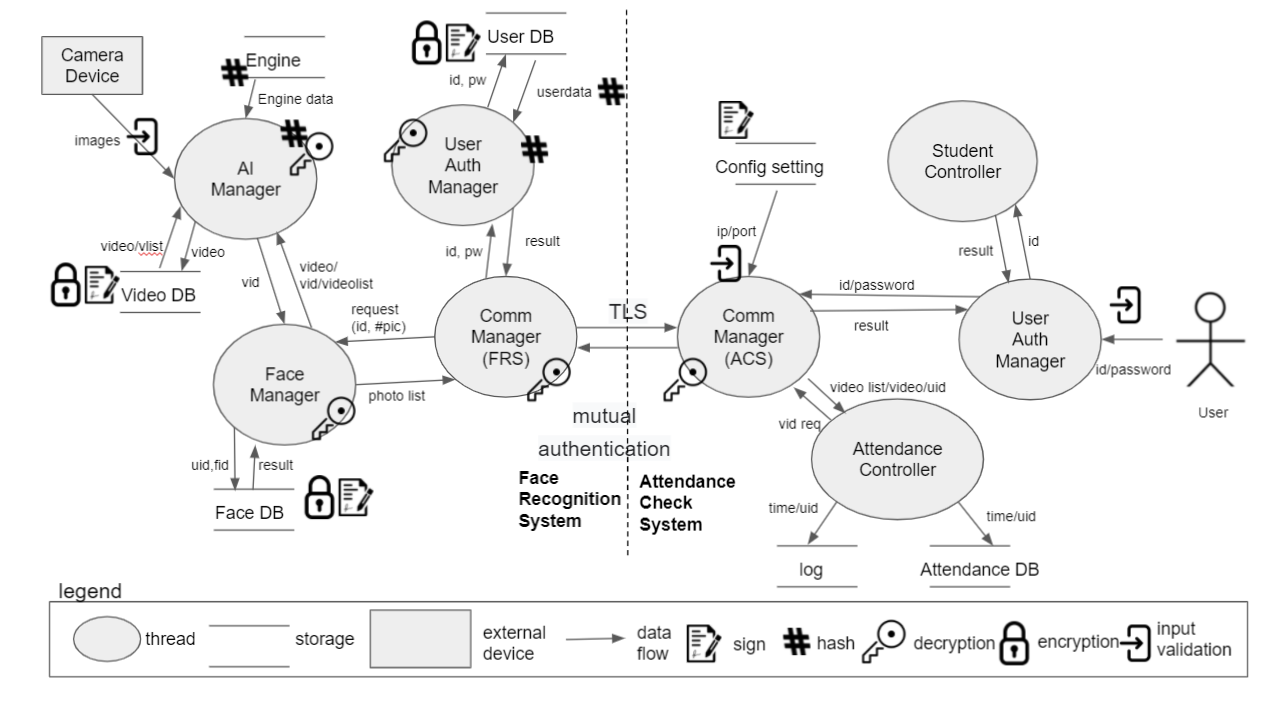 Camera
Device
images
Engine
Engine data
AI
Manager
video/vlist
video
Video DB
vid
video/
vid/videolist
User DB
id, pw
userdata
User
Auth
Manager
id, pw
result
request
(id, #pic)
Comm
Manager
(FRS)
Face
Manager
photo list
uid,fid
result
Face DB
TLS
mutual
authentication
Face
Recognition
System
Attendance
Check
System
Config setting
ip/port
Comm
Manager
(ACS)
id/password
result
Student
Controller
result
id
User
Auth
Manager
id/password
User
video list/video/uid
vid req
Attendance
Controller
time/uid
time/uid
log
Attendance DB
legend
thread
storage
external
device
data
flow
sign
hash
decryption
encryption
input
validation